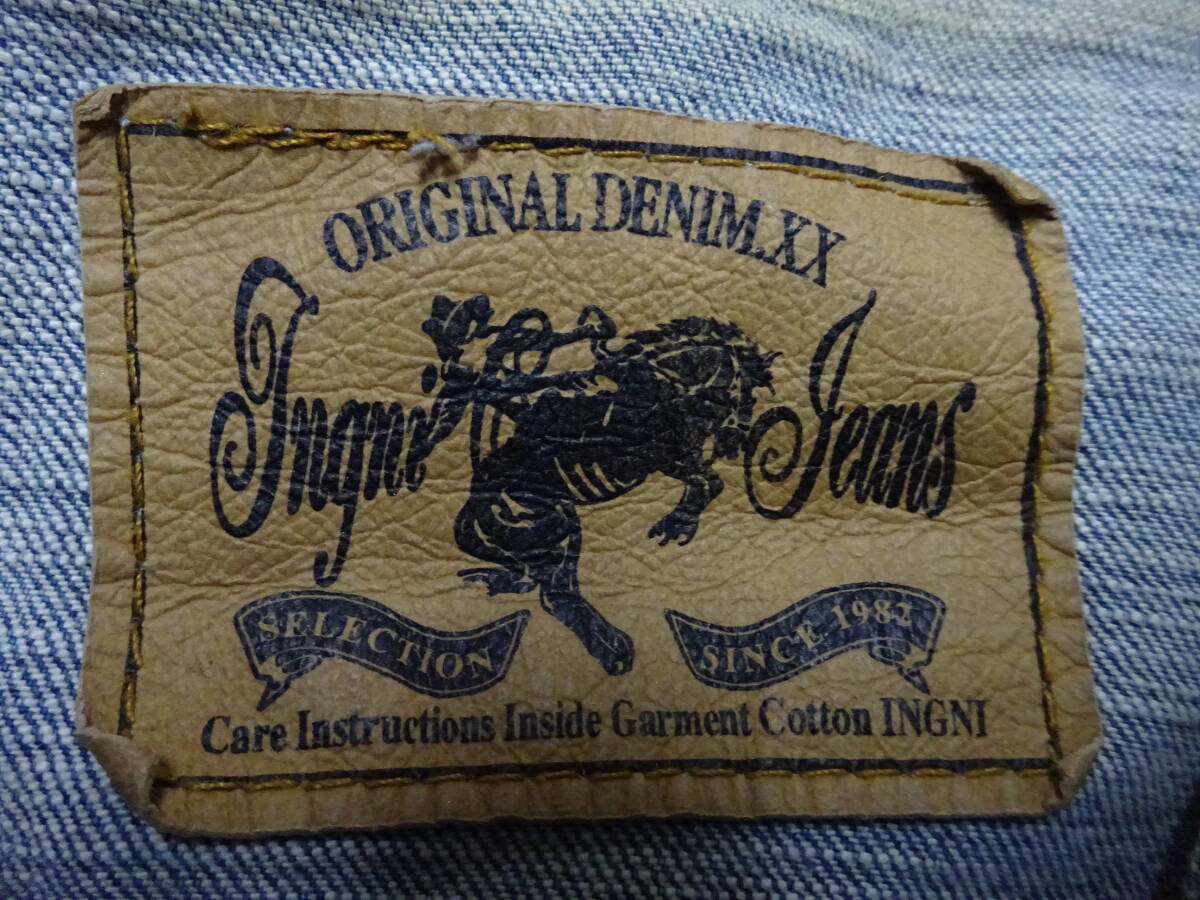 ORIGINAL DENIM.XX
Ingni Jeans
SELECTION
SINCE 1982
Care Instructions Inside Garment Cotton INGNI